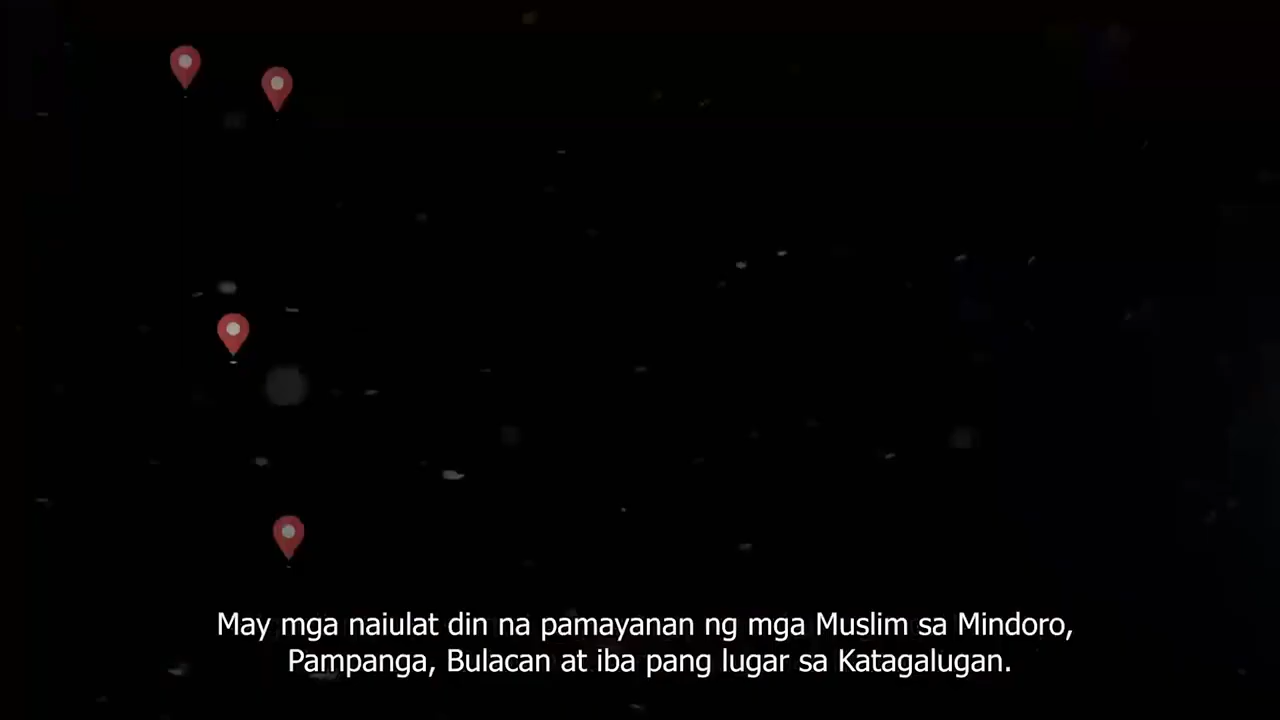 May mga naiulat din na pamayanan ng mga Muslim sa Mindoro,
Pampanga, Bulacan at iba pang lugar sa Katagalugan.